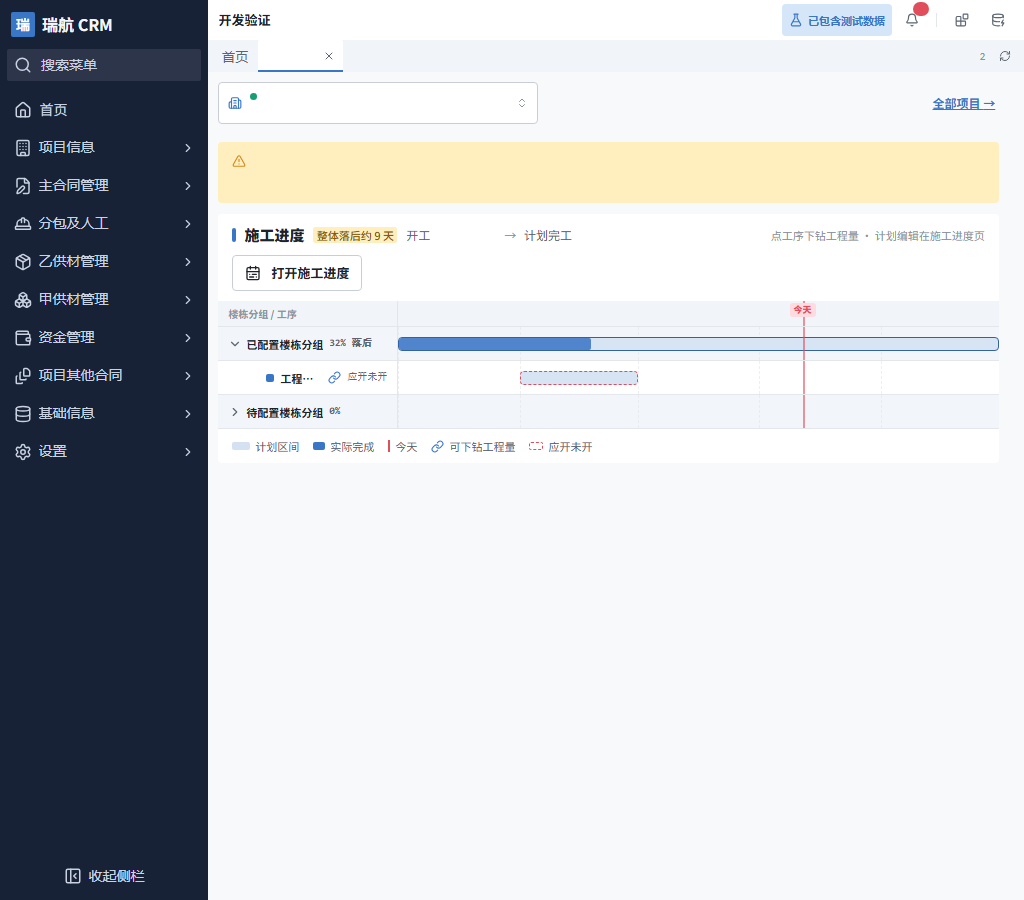 瑞 瑞航 CRM
搜索菜单
首页
项目信息
主合同管理
分包及人工
乙供材管理
甲供材管理
资金管理
项目其他合同
基础信息
设置
收起侧栏
开发验证
已包含测试数据
首页
2
全部项目 →
施工进度 整体落后约 9 天 开工 → 计划完工
点工序下钻工程量 · 计划编辑在施工进度页
打开施工进度
楼栋分组 / 工序
今天
已配置楼栋分组 32% 落后
工程… 应开未开
待配置楼栋分组 0%
计划区间 实际完成 今天 可下钻工程量 应开未开